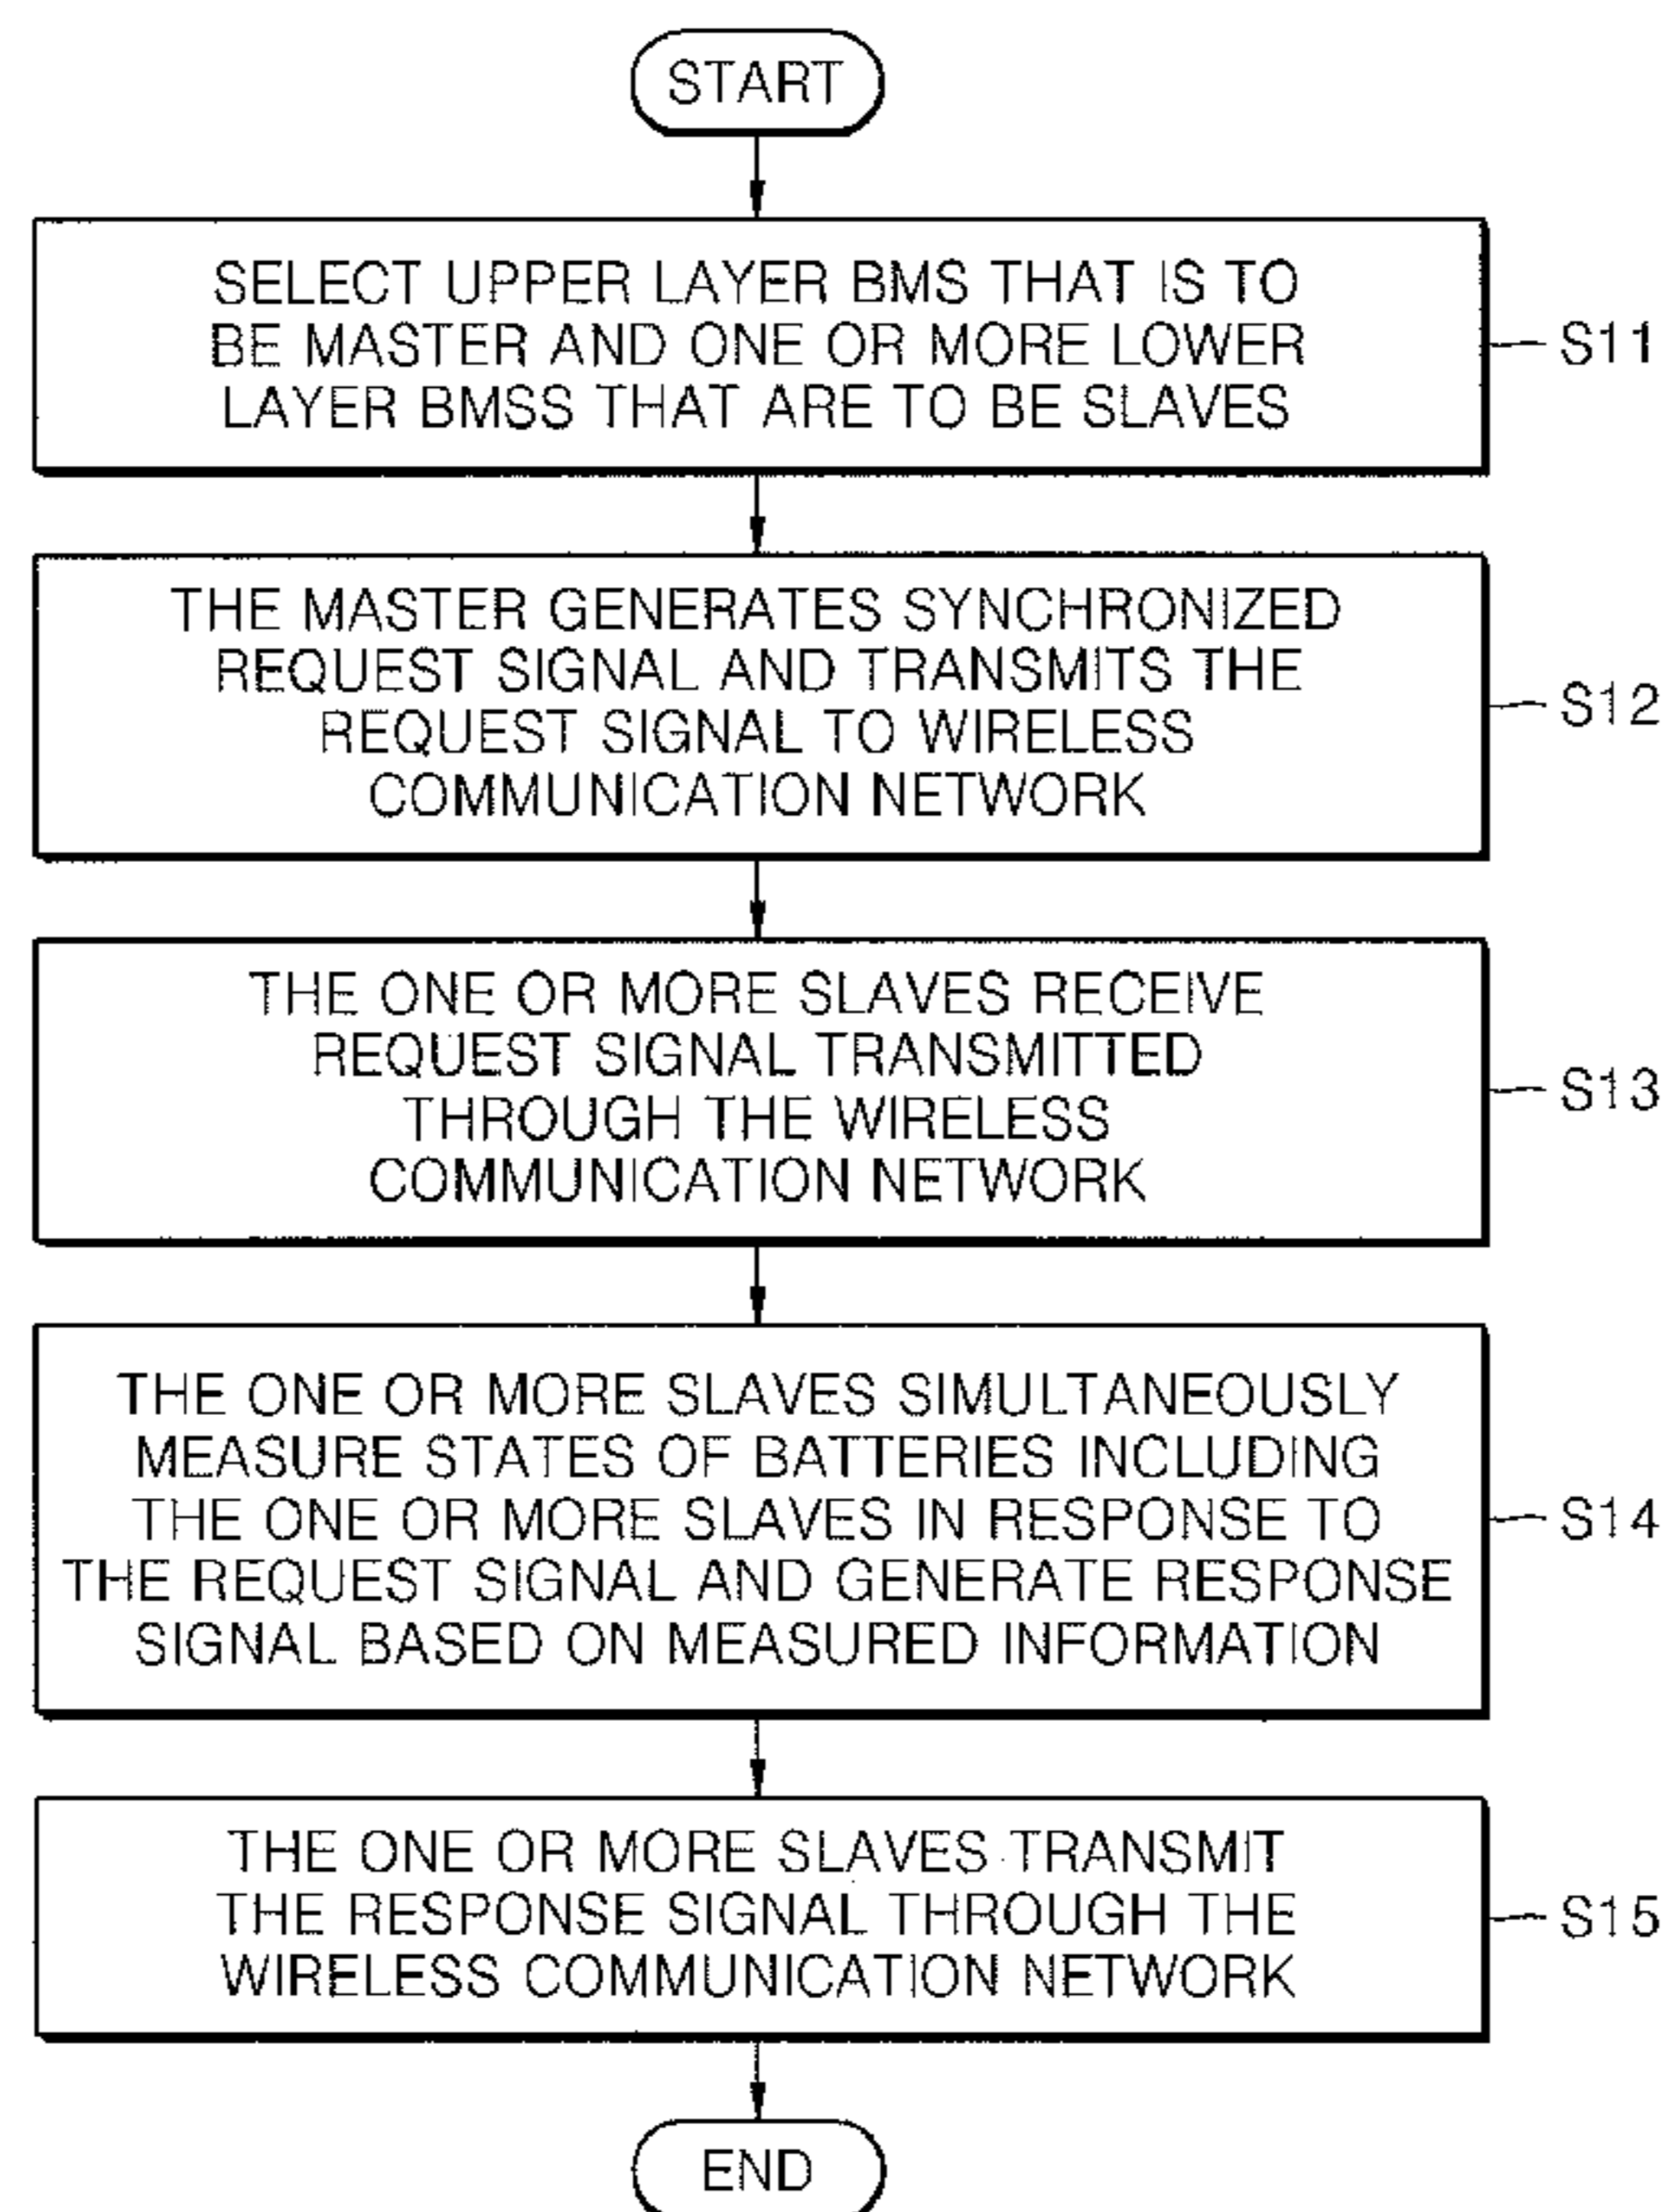 START
SELECT UPPER LAYER BMS THAT IS TO
BE MASTER AND ONE OR MORE LOWER
LAYER BMSS THAT ARE TO BE SLAVES
S11
THE MASTER GENERATES SYNCHRONIZED
REQUEST SIGNAL AND TRANSMITS THE
REQUEST SIGNAL TO WIRELESS
COMMUNICATION NETWORK
S12
THE ONE OR MORE SLAVES RECEIVE
REQUEST SIGNAL TRANSMITTED
THROUGH THE WIRELESS
COMMUNICATION NETWORK
S13
THE ONE OR MORE SLAVES SIMULTANEOUSLY
MEASURE STATES OF BATTERIES INCLUDING
THE ONE OR MORE SLAVES IN RESPONSE TO
THE REQUEST SIGNAL AND GENERATE RESPONSE
SIGNAL BASED ON MEASURED INFORMATION
S14
THE ONE OR MORE SLAVES TRANSMIT
THE RESPONSE SIGNAL THROUGH THE
WIRELESS COMMUNICATION NETWORK
S15
END